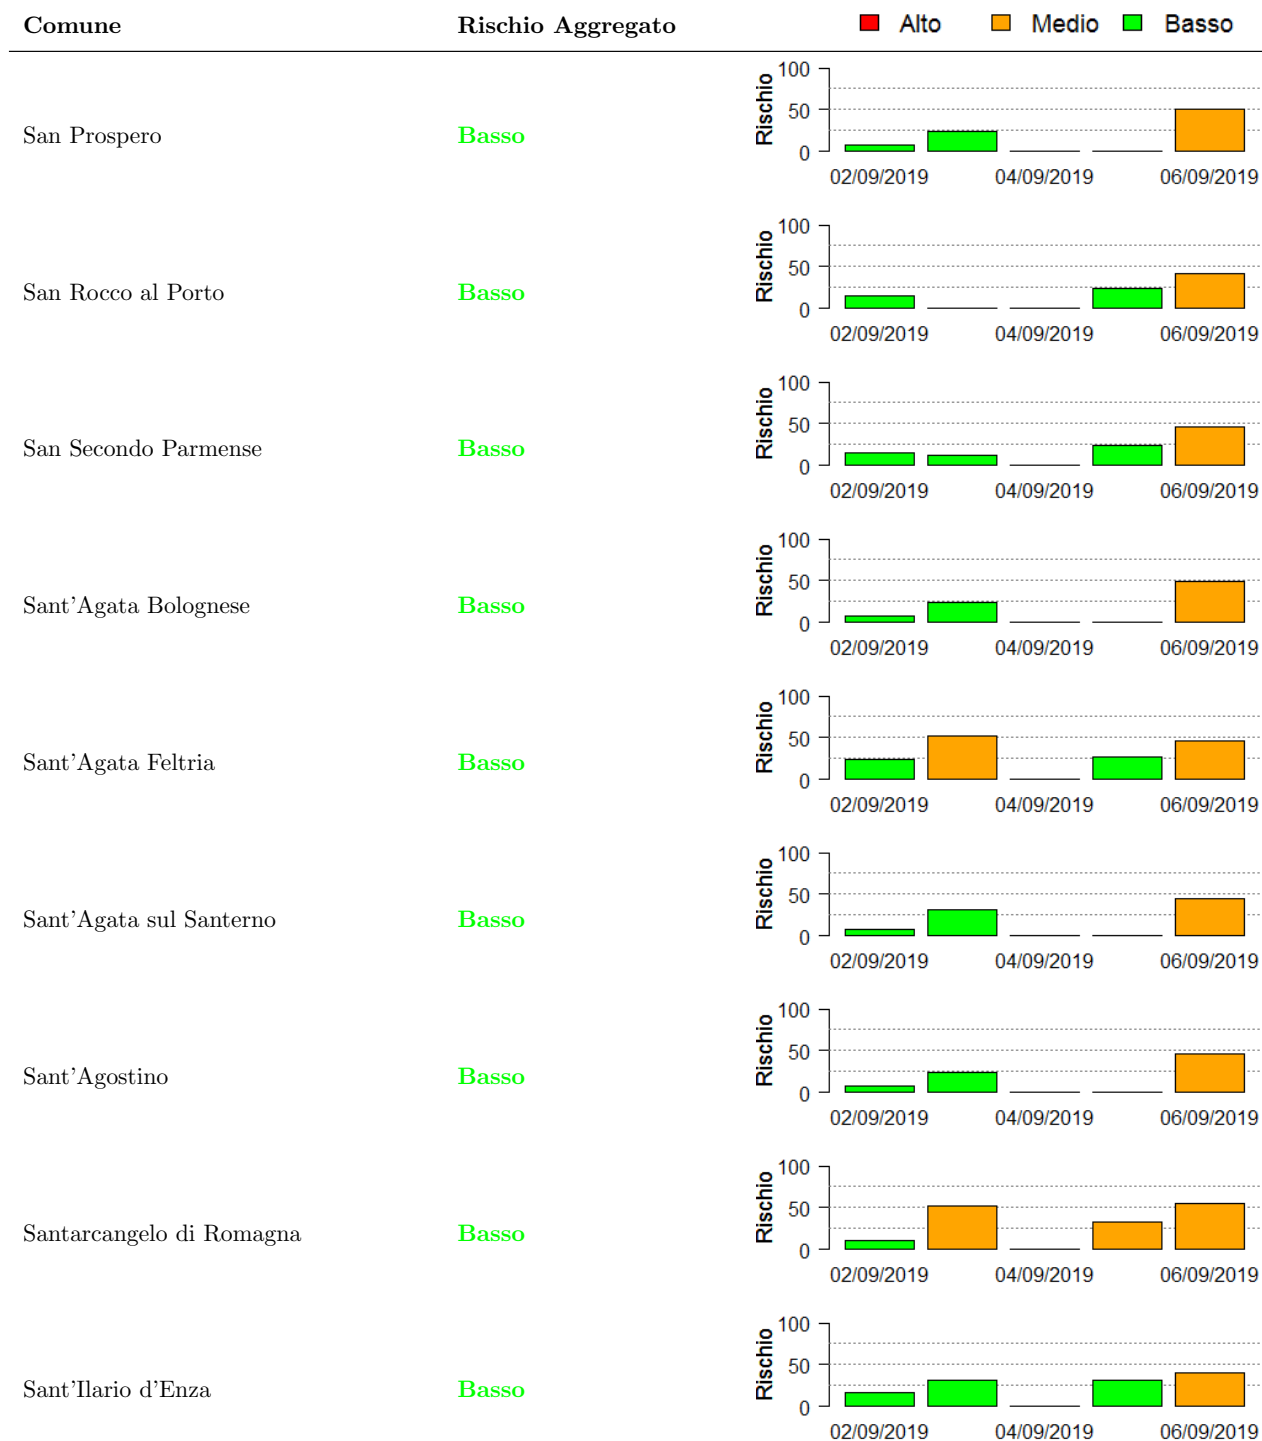 Comune Rischio Aggregato Alto Medio Basso
San Prospero Basso
Rischio
100
50
0
02/09/2019 04/09/2019 06/09/2019
San Rocco al Porto Basso
Rischio
100
50
0
02/09/2019 04/09/2019 06/09/2019
San Secondo Parmense Basso
Rischio
100
50
0
02/09/2019 04/09/2019 06/09/2019
Sant'Agata Bolognese Basso
Rischio
100
50
0
02/09/2019 04/09/2019 06/09/2019
Sant'Agata Feltria Basso
Rischio
100
50
0
02/09/2019 04/09/2019 06/09/2019
Sant'Agata sul Santerno Basso
Rischio
100
50
0
02/09/2019 04/09/2019 06/09/2019
Sant'Agostino Basso
Rischio
100
50
0
02/09/2019 04/09/2019 06/09/2019
Santarcangelo di Romagna Basso
Rischio
100
50
0
02/09/2019 04/09/2019 06/09/2019
Sant'Ilario d'Enza Basso
Rischio
100
50
0
02/09/2019 04/09/2019 06/09/2019